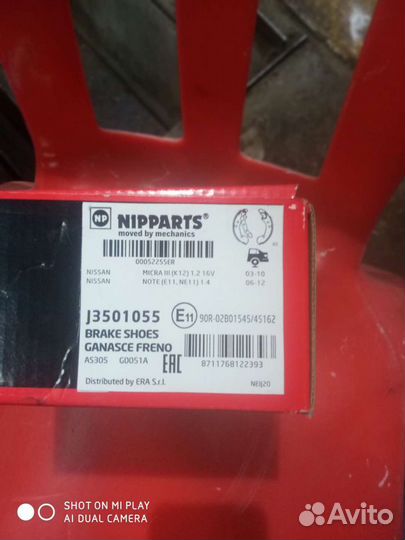 NP NIPPARTS®
moved by mechanics
00052255ER
NISSAN MICRA III (K12) 1.2 16V 03-10
NISSAN NOTE (E11, NE11) 1.4 06-12
J3501055 E11 90R-02B01545/45162
BRAKE SHOES
GANASCE FRENO
AS305 G0051A EAC 8711768122393
Distributed by ERA S.r.l. NEIJ20
SHOT ON MI PLAY
AI DUAL CAMERA
Avito